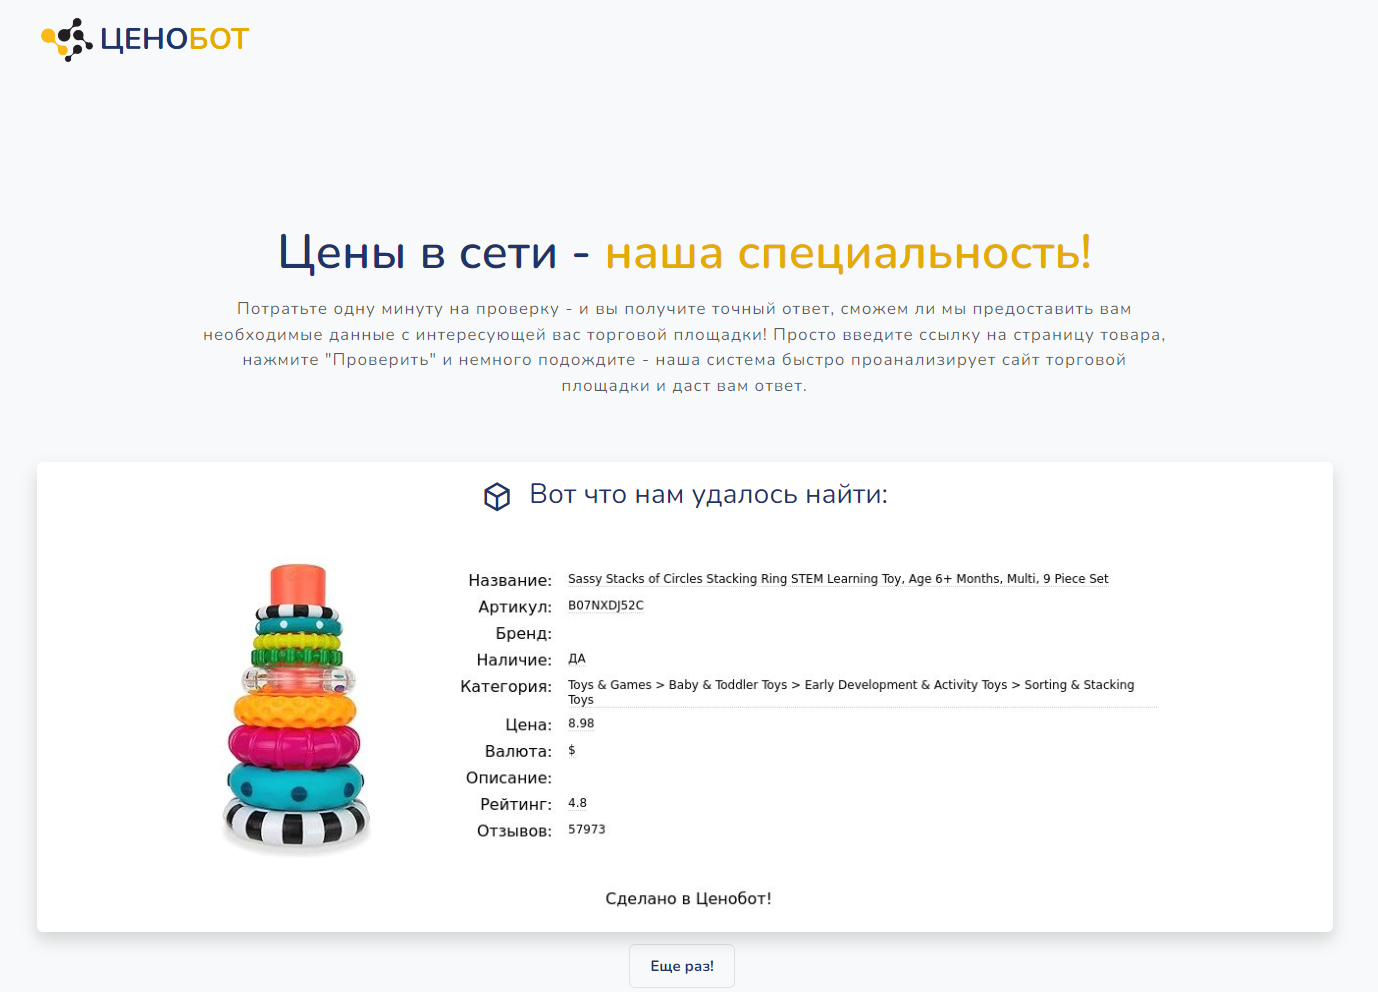 ЦЕНОБОТ
Цены в сети - наша специальность!
Потратьте одну минуту на проверку - и вы получите точный ответ, сможем ли мы предоставить вам
необходимые данные с интересующей вас торговой площадки! Просто введите ссылку на страницу товара,
нажмите "Проверить" и немного подождите - наша система быстро проанализирует сайт торговой
площадки и даст вам ответ.
Вот что нам удалось найти:
Название: Sassy Stacks of Circles Stacking Ring STEM Learning Toy, Age 6+ Months, Multi, 9 Piece Set
Артикул: B07NXDJ52C
Бренд:
Наличие: ДА
Категория: Toys & Games > Baby & Toddler Toys > Early Development & Activity Toys > Sorting & Stacking
Toys
Цена: 8.98
Валюта: $
Описание:
Рейтинг: 4.8
Отзывов: 57973
Сделано в Ценобот!
Еще раз!